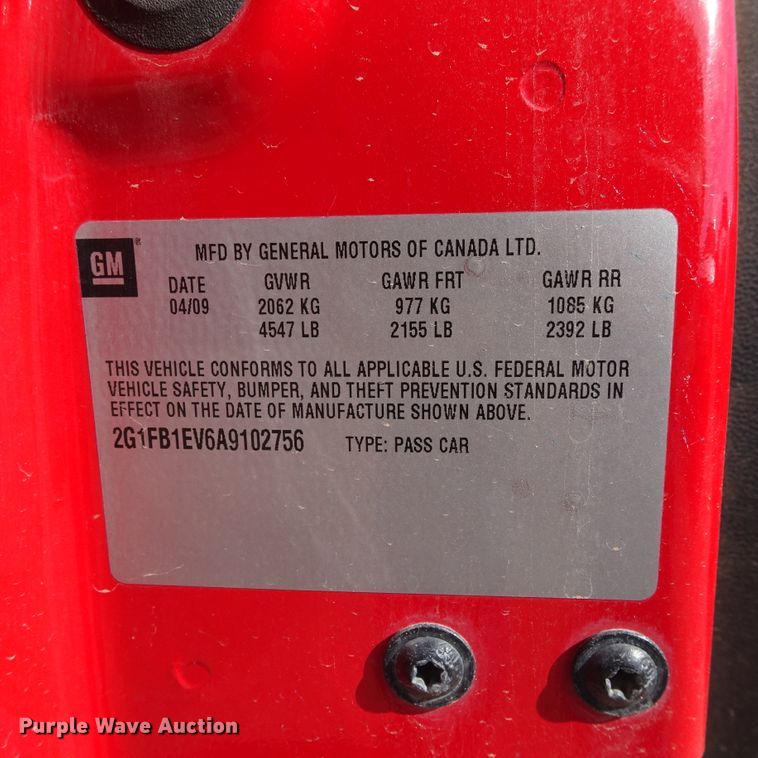 GM
MFD BY GENERAL MOTORS OF CANADA LTD.
DATE GVWR GAWR FRT GAWR RR
04/09 2062 KG 977 KG 1085 KG
4547 LB 2155 LB 2392 LB
THIS VEHICLE CONFORMS TO ALL APPLICABLE U.S. FEDERAL MOTOR
VEHICLE SAFETY, BUMPER, AND THEFT PREVENTION STANDARDS IN
EFFECT ON THE DATE OF MANUFACTURE SHOWN ABOVE.
2G1FB1EV6A9102756 TYPE: PASS CAR
Purple Wave Auction